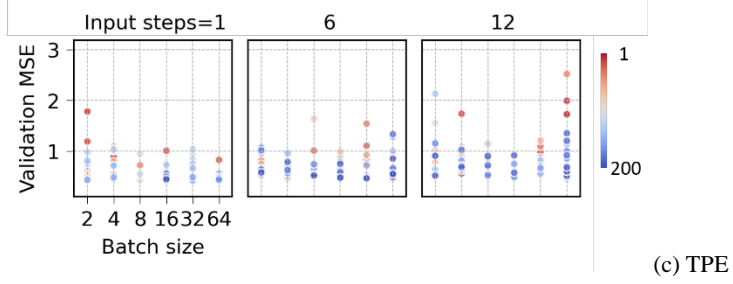 Input steps=1 6 12
Validation MSE
3
2
1
2 4 8 16 32 64
Batch size
1
200
(c) TPE